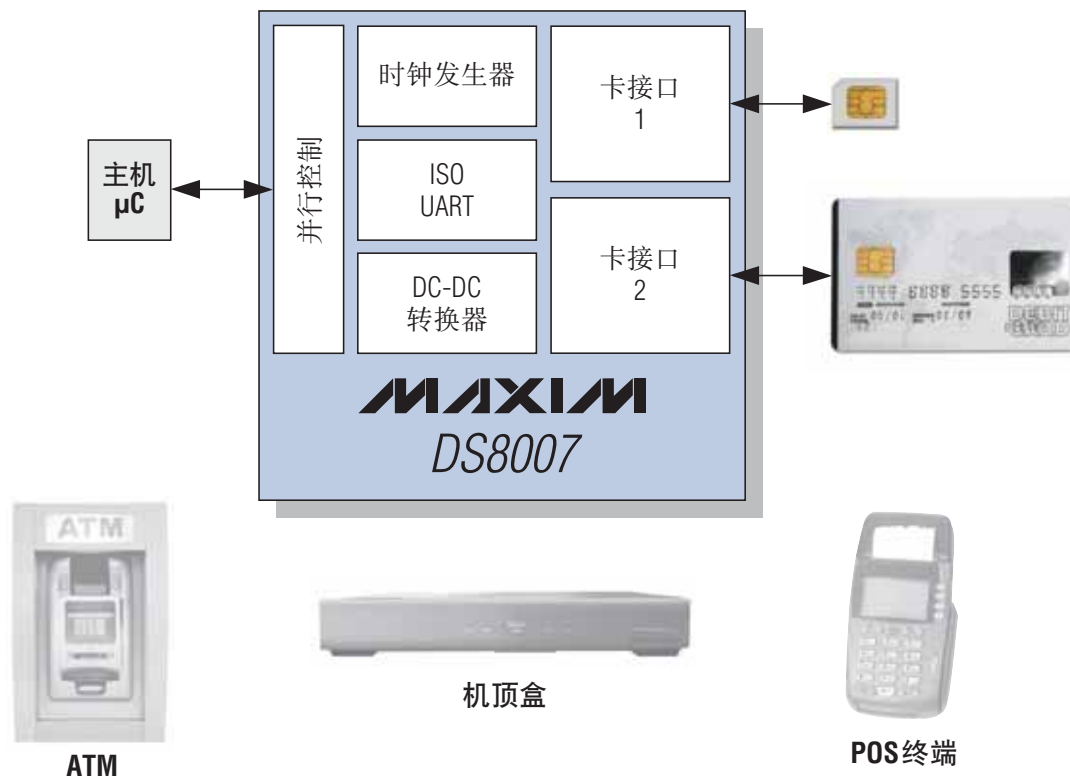 时钟发生器
卡接口
1
并行控制
主机
μC
ISO
UART
卡接口
2
DC-DC
转换器
MAXIM
DS8007
ATM
机顶盒
ATM
POS终端